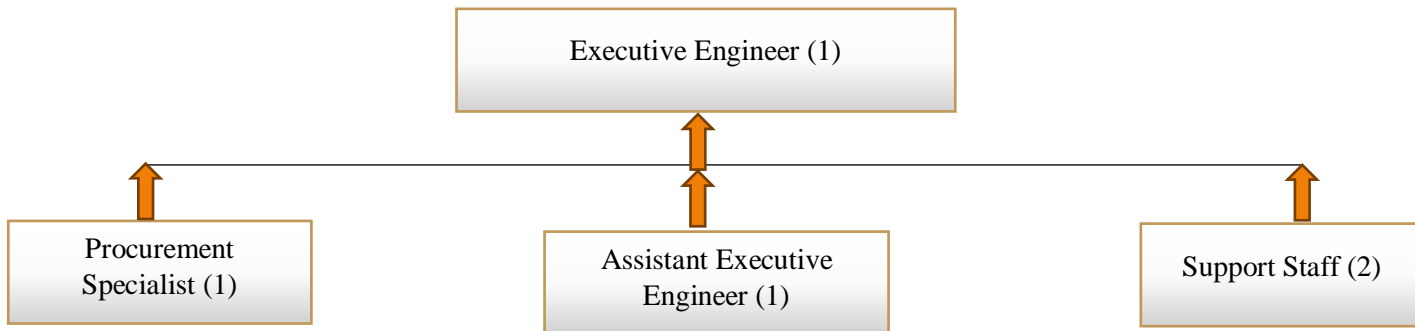 Executive Engineer (1)
Procurement
Specialist (1)
Assistant Executive
Engineer (1)
Support Staff (2)